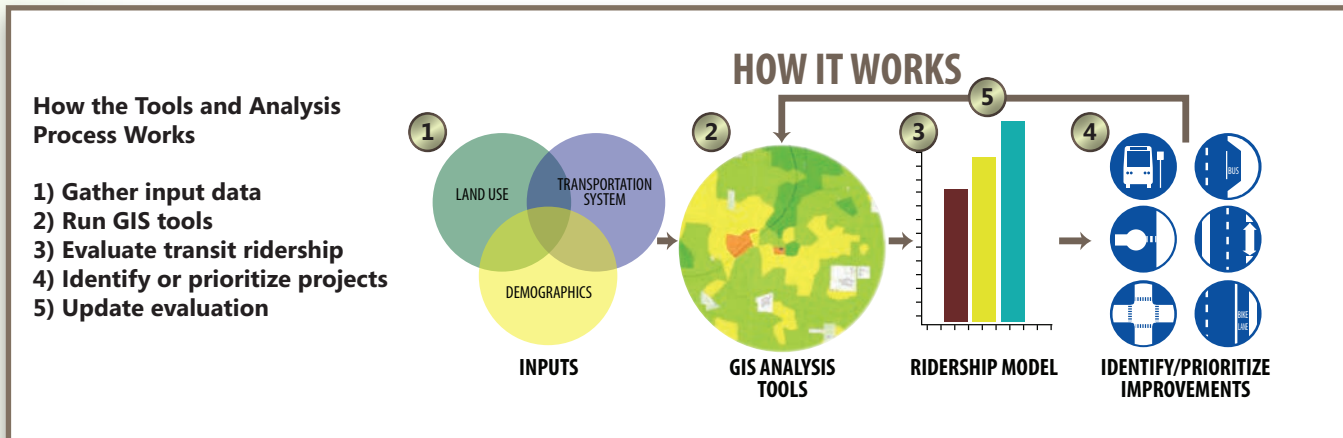 HOW IT WORKS
How the Tools and Analysis
Process Works
1) Gather input data
2) Run GIS tools
3) Evaluate transit ridership
4) Identify or prioritize projects
5) Update evaluation
1
LAND USE
TRANSPORTATION
SYSTEM
DEMOGRAPHICS
INPUTS
2
GIS ANALYSIS
TOOLS
3
RIDERSHIP MODEL
4
BUS
BIKE
LANE
IDENTIFY/PRIORITIZE
IMPROVEMENTS
5